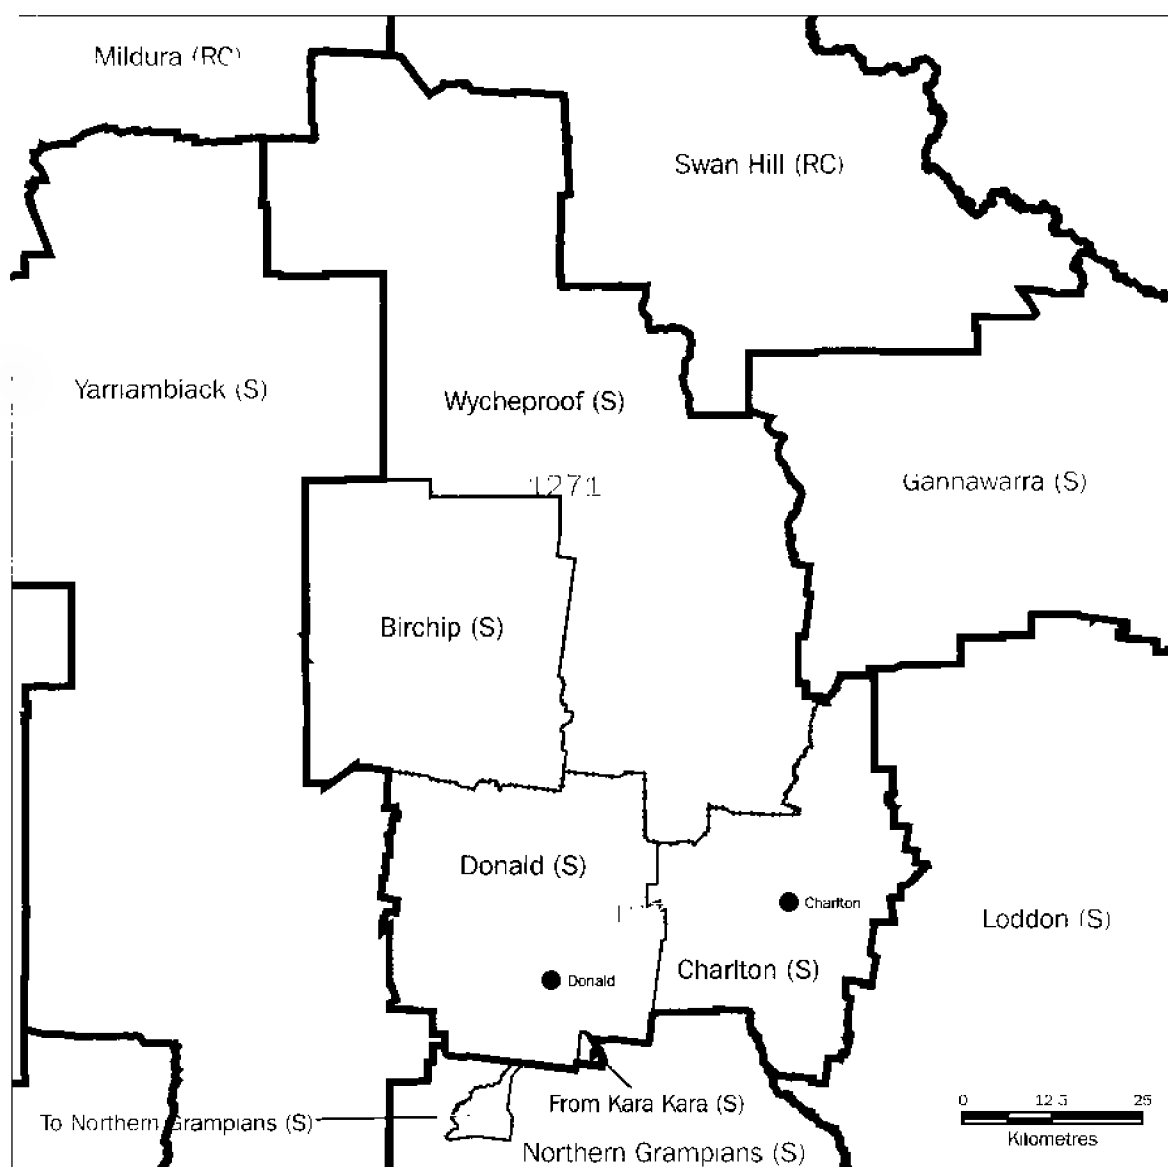 Mildura (RC)
Swan Hill (RC)
Yarriambiack (S)
Wycheproof (S)
1271
Gannawarra (S)
Birchip (S)
Donald (S)
Charlton
Loddon (S)
Charlton (S)
Donald
From Kara Kara (S)
To Northern Grampians (S)
Northern Grampians (S)
0 12.5 25
Kilometres